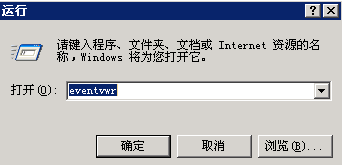 运行
请键入程序、文件夹、文档或 Internet 资源的名
称，Windows 将为您打开它。
打开(O): eventvwr
确定 取消 浏览(B)...